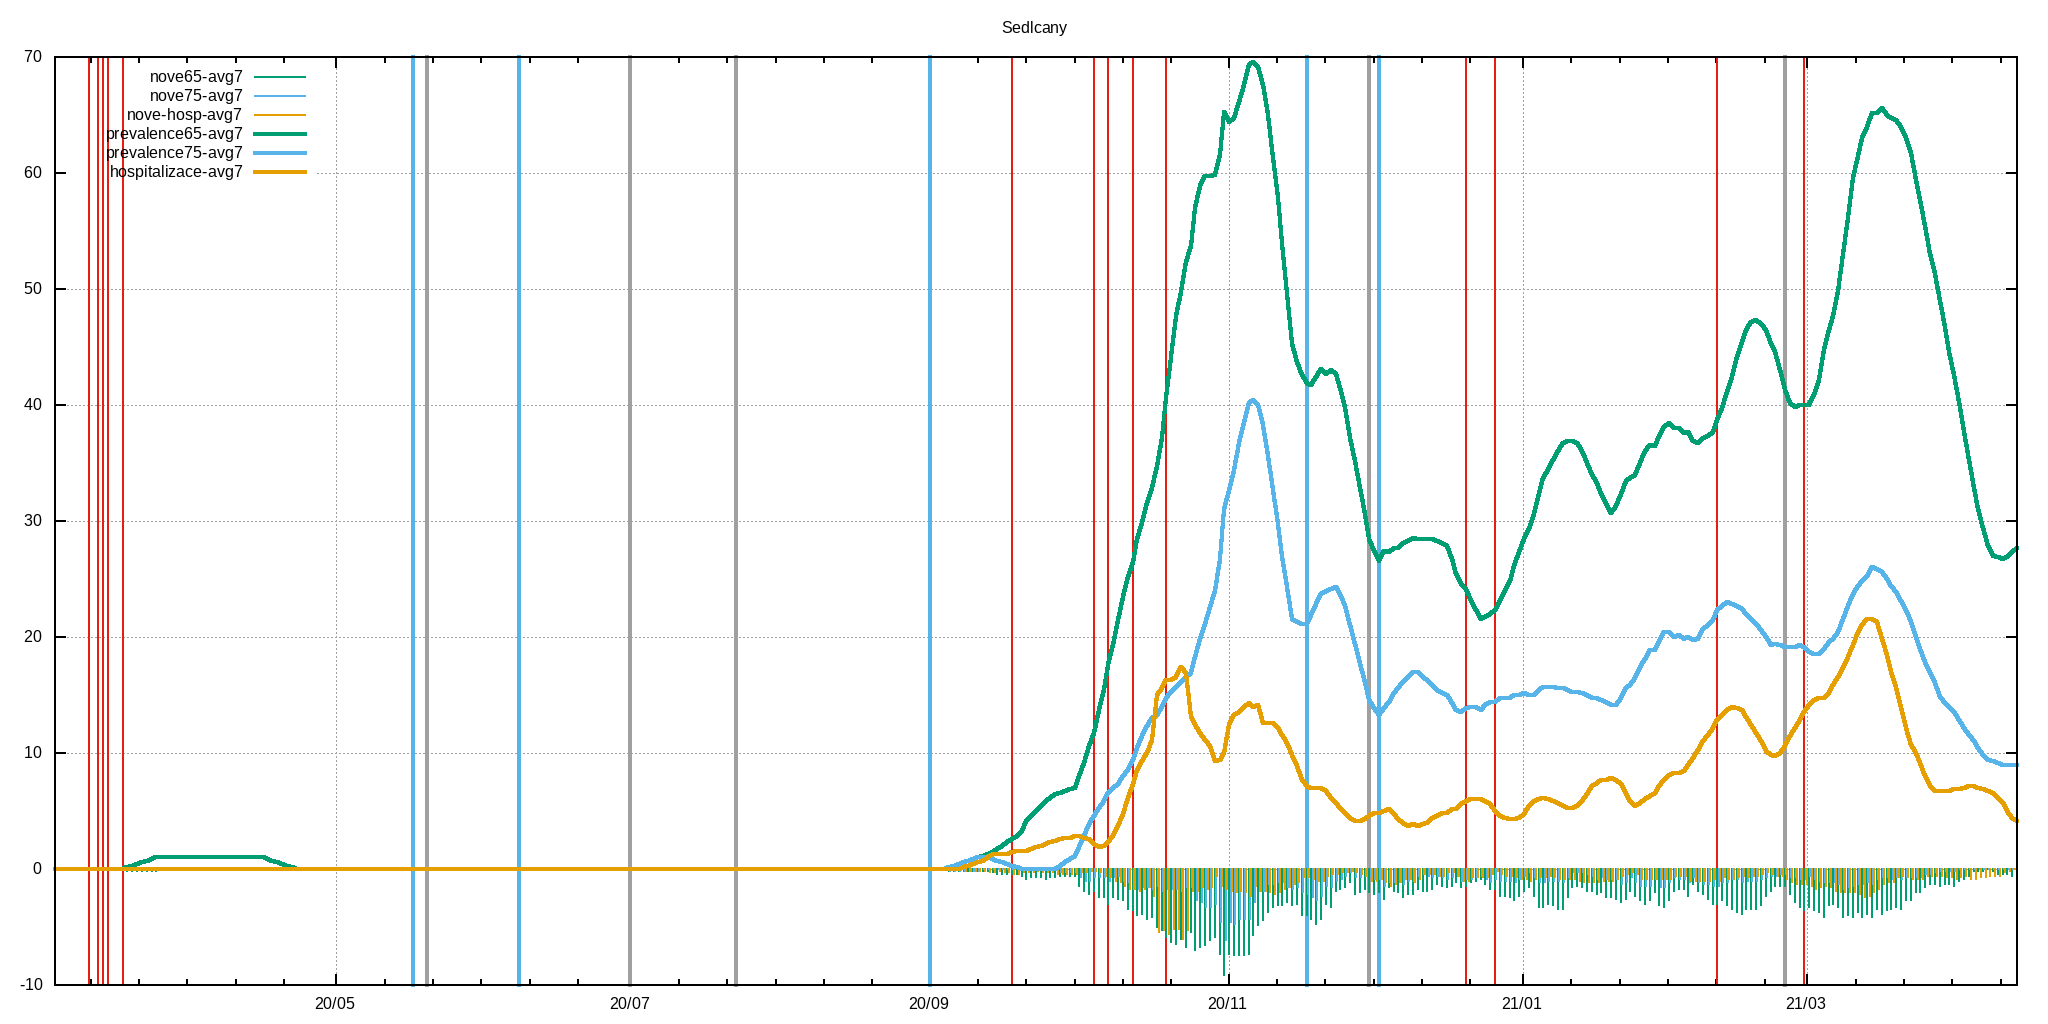 Sedlcany
70
60
50
40
30
20
10
0
-10
nove65-avg7
nove75-avg7
nove-hosp-avg7
prevalence65-avg7
prevalence75-avg7
hospitalizace-avg7
20/05 20/07 20/09 20/11 21/01 21/03